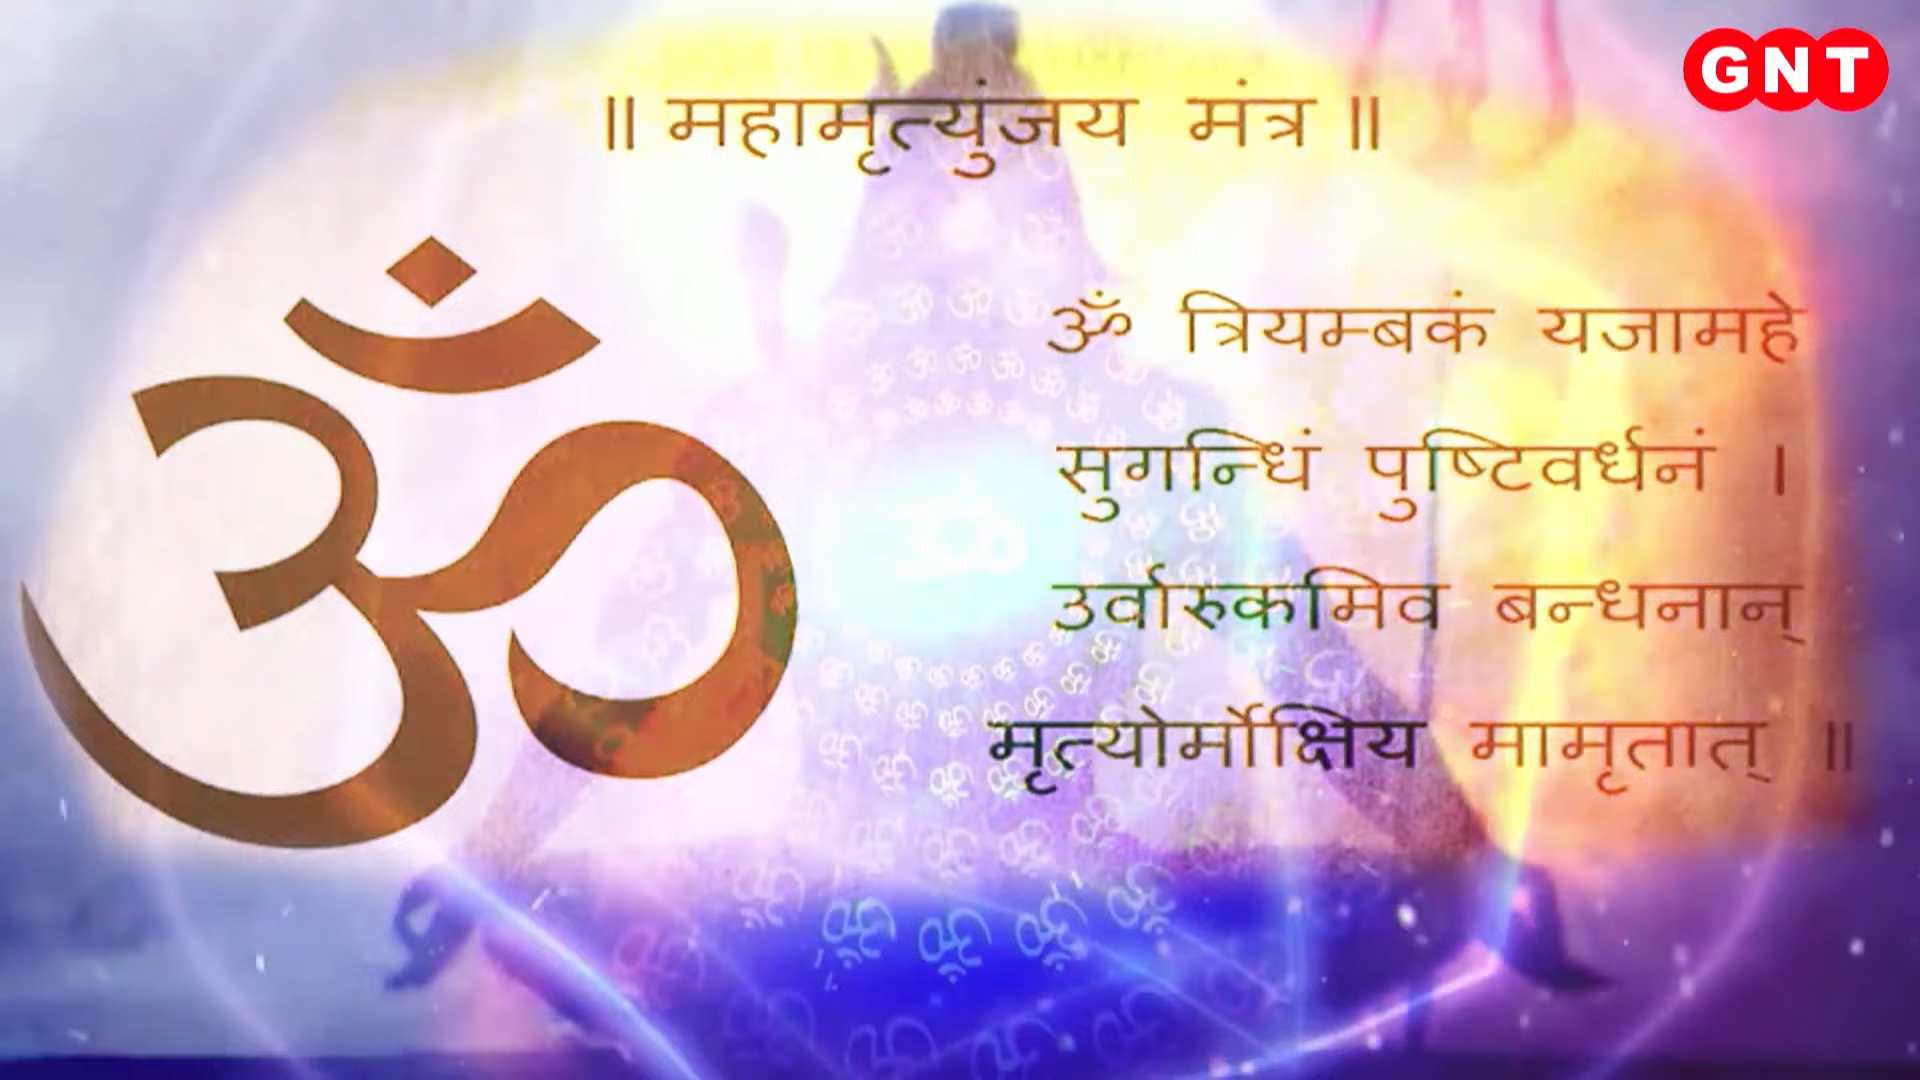 GNT
॥ महामृत्युंजय मंत्र ॥
ॐ
ॐ त्रियम्बकं यजामहे
सुगन्धिं पुष्टिवर्धनं ।
उर्वारुकमिव बन्धनान्
मृत्योर्मोक्षिय मामृतात् ॥